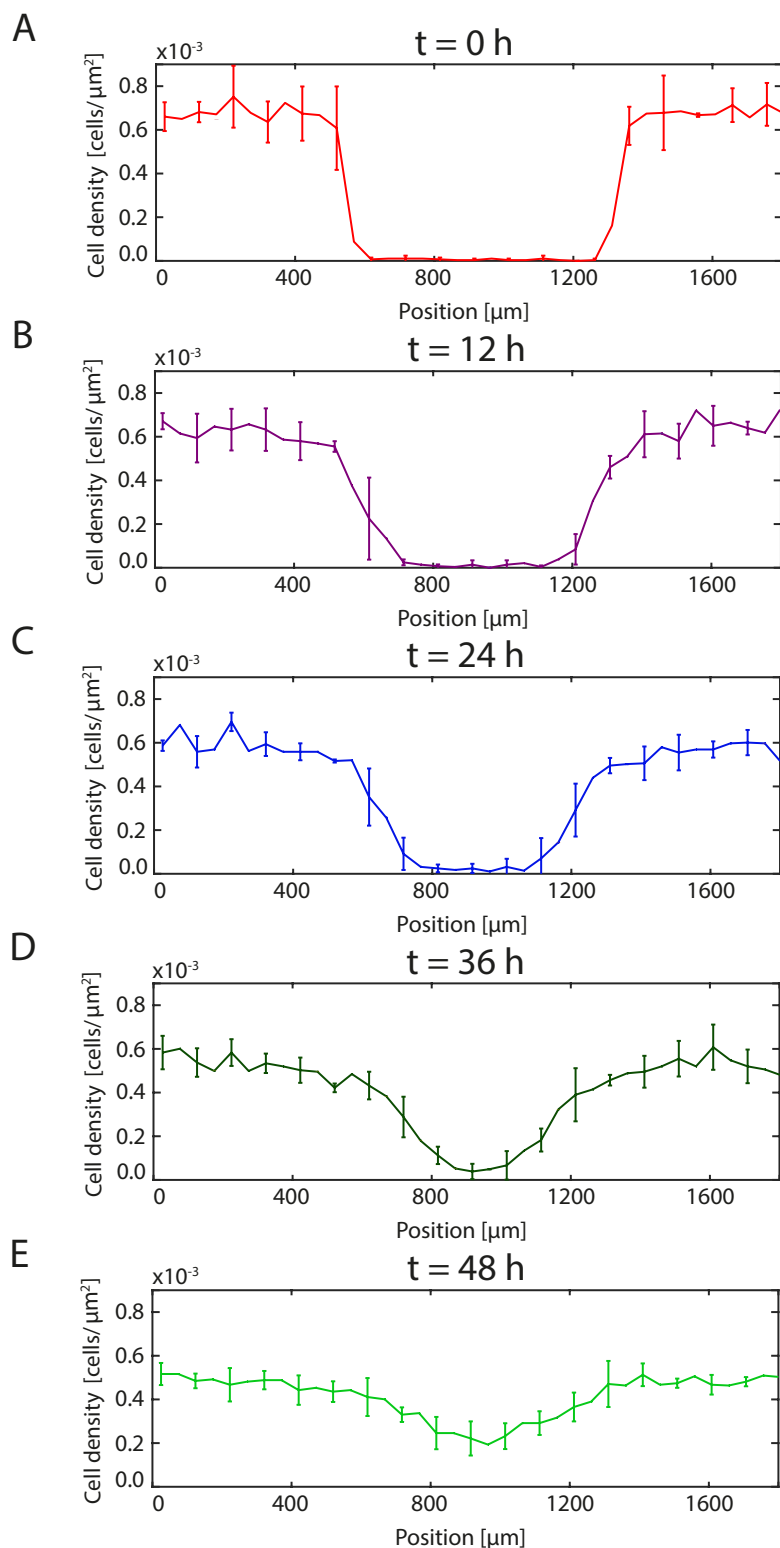 A
t = 0 h
x10⁻³
Cell density [cells/μm²]
0.8
0.6
0.4
0.2
0.0
0 400 800 1200 1600
Position [μm]
B
t = 12 h
x10⁻³
Cell density [cells/μm²]
0.8
0.6
0.4
0.2
0.0
0 400 800 1200 1600
Position [μm]
C
t = 24 h
x10⁻³
Cell density [cells/μm²]
0.8
0.6
0.4
0.2
0.0
0 400 800 1200 1600
Position [μm]
D
t = 36 h
x10⁻³
Cell density [cells/μm²]
0.8
0.6
0.4
0.2
0.0
0 400 800 1200 1600
Position [μm]
E
t = 48 h
x10⁻³
Cell density [cells/μm²]
0.8
0.6
0.4
0.2
0.0
0 400 800 1200 1600
Position [μm]